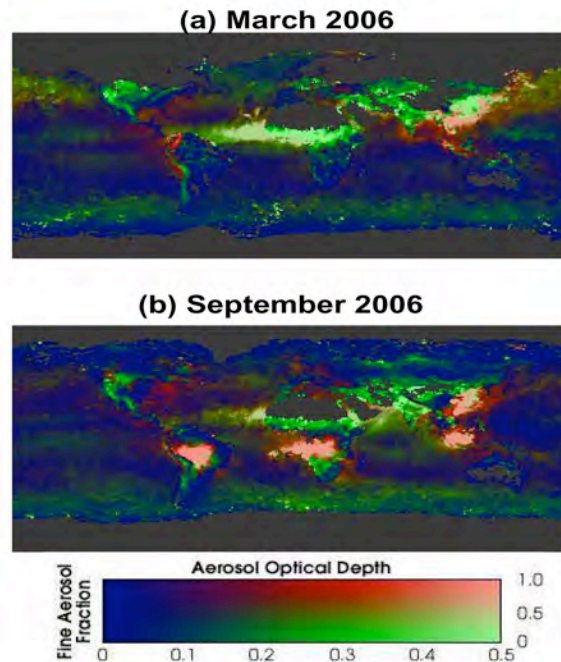 (a) March 2006
(b) September 2006
Aerosol Optical Depth
Fine Aerosol
Fraction
1.0
0.5
0
0
0.1
0.2
0.3
0.4
0.5